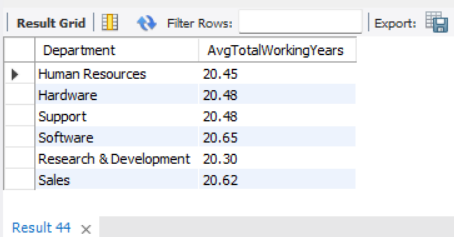 Result Grid Filter Rows: Export:
Department AvgTotalWorkingYears
Human Resources 20.45
Hardware 20.48
Support 20.48
Software 20.65
Research & Development 20.30
Sales 20.62
Result 44 ×